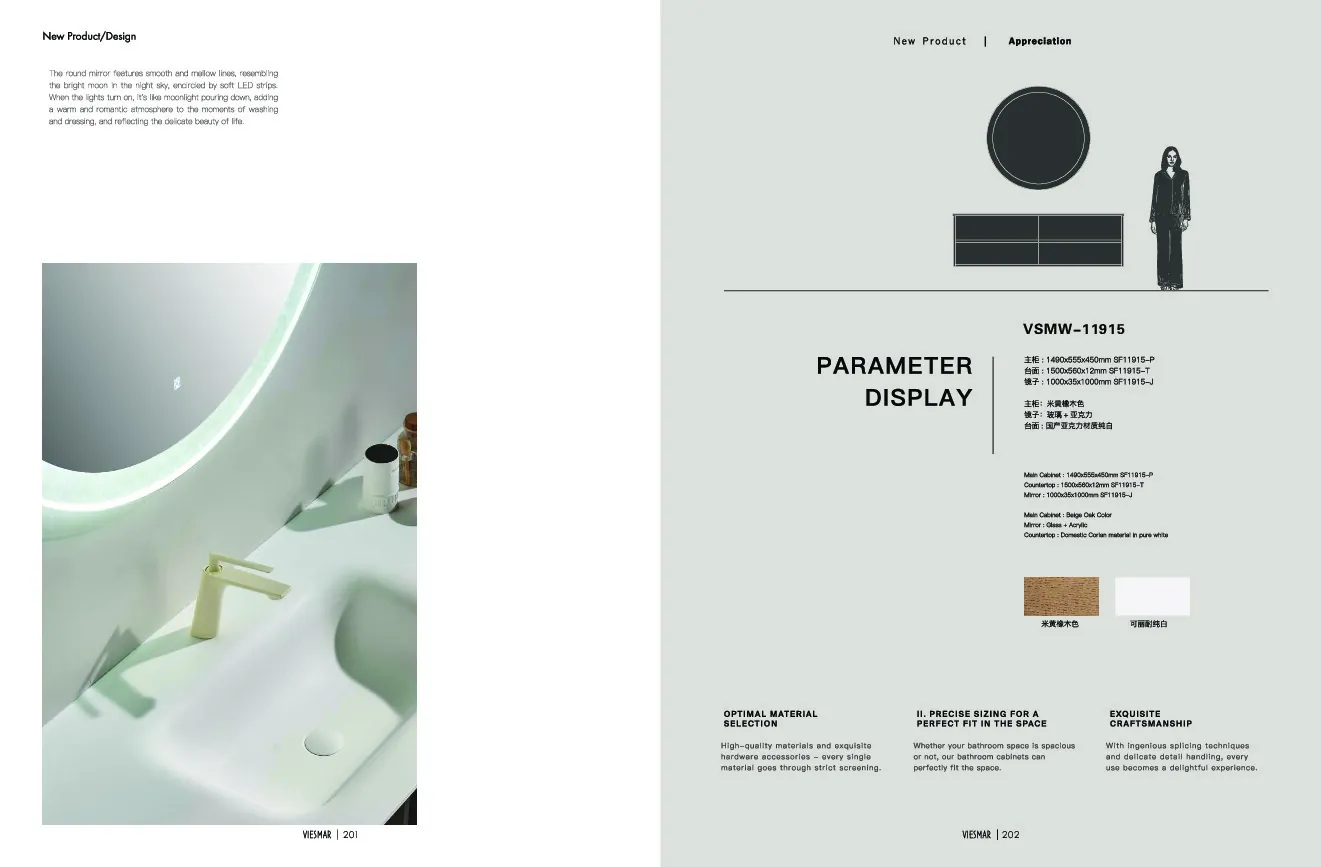 New Product/Design
The round mirror features smooth and mellow lines, resembling
the bright moon in the night sky, encircled by soft LED strips.
When the lights turn on, it's like moonlight pouring down, adding
a warm and romantic atmosphere to the moments of washing
and dressing, and reflecting the delicate beauty of life.
VIESMAR | 201
New Product | Appreciation
VSMW-11915
PARAMETER
DISPLAY
主柜 : 1490x555x450mm SF11915-P
台面 : 1500x560x12mm SF11915-T
镜子 : 1000x35x1000mm SF11915-J
主柜: 米黄橡木色
镜子: 玻璃 + 亚克力
台面 : 国产亚克力材质纯白
Main Cabinet : 1490x555x450mm SF11915-P
Countertop : 1500x560x12mm SF11915-T
Mirror : 1000x35x1000mm SF11915-J
Main Cabinet : Beige Oak Color
Mirror : Glass + Acrylic
Countertop : Domestic Corian material in pure white
米黄橡木色
可丽耐纯白
OPTIMAL MATERIAL
SELECTION
High-quality materials and exquisite
hardware accessories - every single
material goes through strict screening.
II. PRECISE SIZING FOR A
PERFECT FIT IN THE SPACE
Whether your bathroom space is spacious
or not, our bathroom cabinets can
perfectly fit the space.
EXQUISITE
CRAFTSMANSHIP
With ingenious splicing techniques
and delicate detail handling, every
use becomes a delightful experience.
VIESMAR | 202